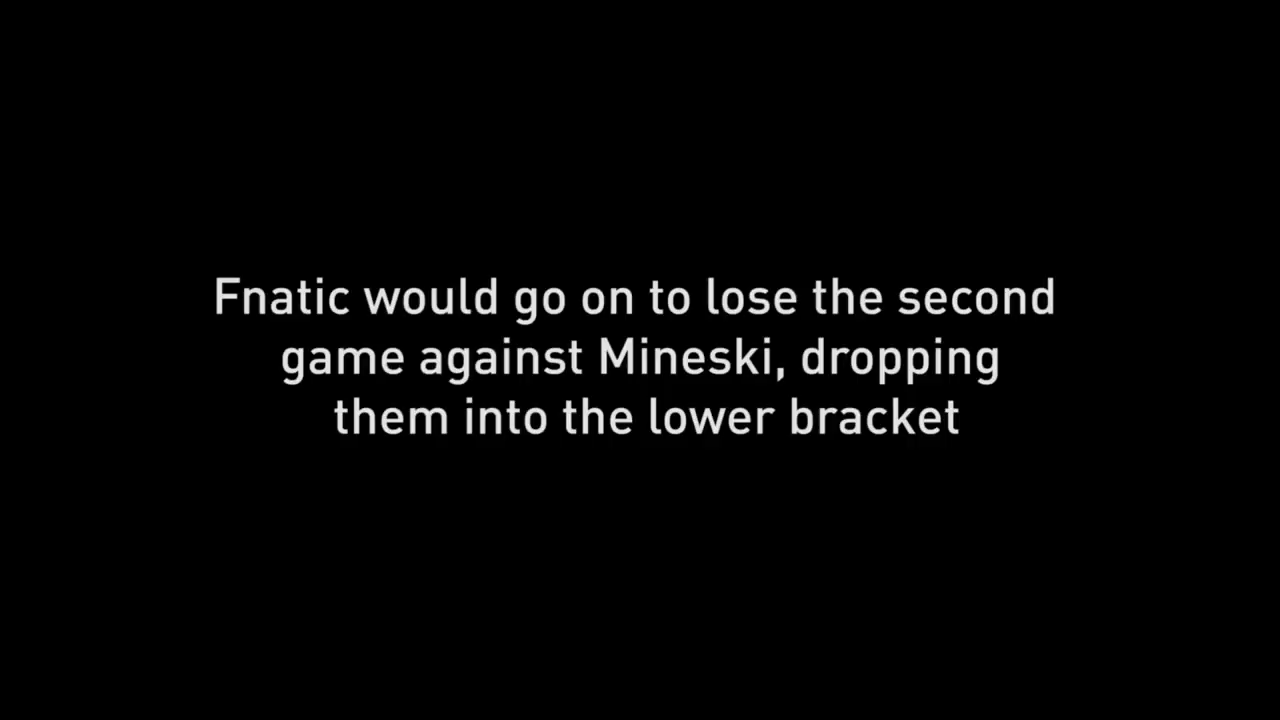 Fnatic would go on to lose the second
game against Mineski, dropping
them into the lower bracket